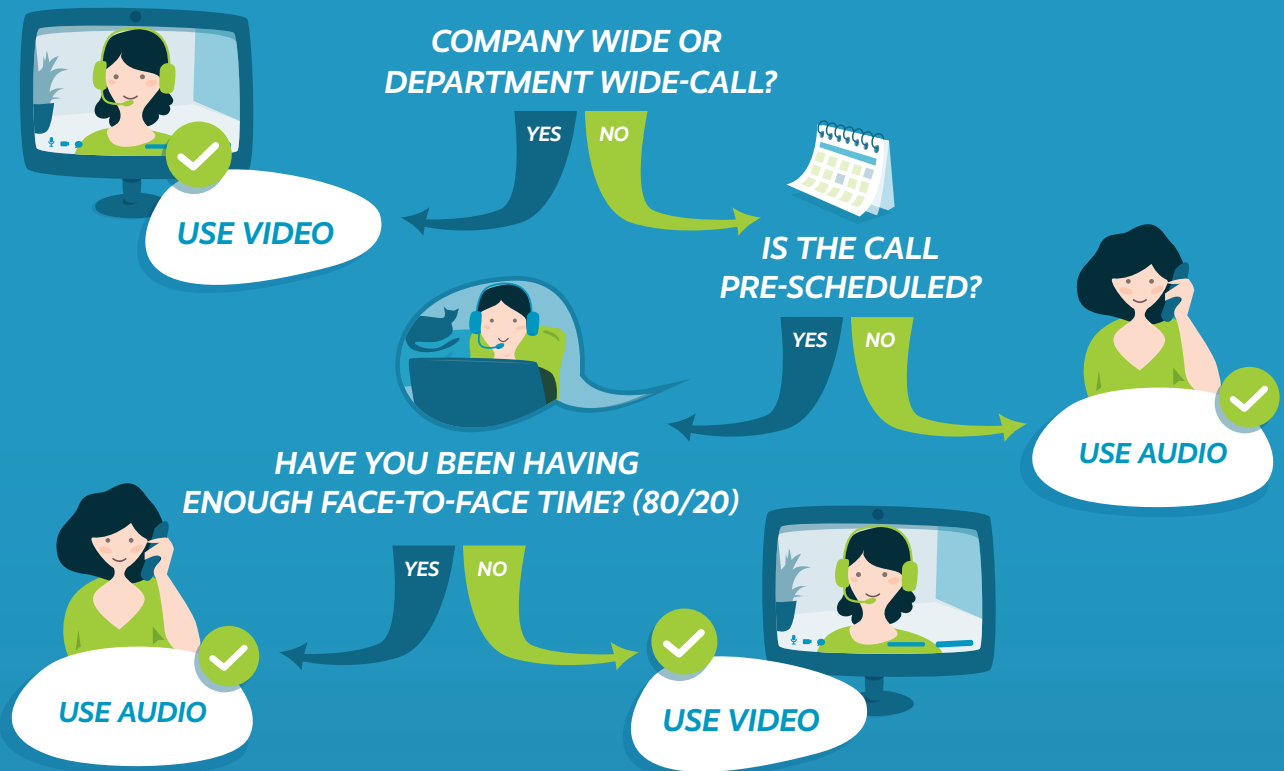 COMPANY WIDE OR
DEPARTMENT WIDE-CALL?
YES
NO
USE VIDEO
IS THE CALL
PRE-SCHEDULED?
YES
NO
USE AUDIO
HAVE YOU BEEN HAVING
ENOUGH FACE-TO-FACE TIME? (80/20)
YES
NO
USE AUDIO
USE VIDEO